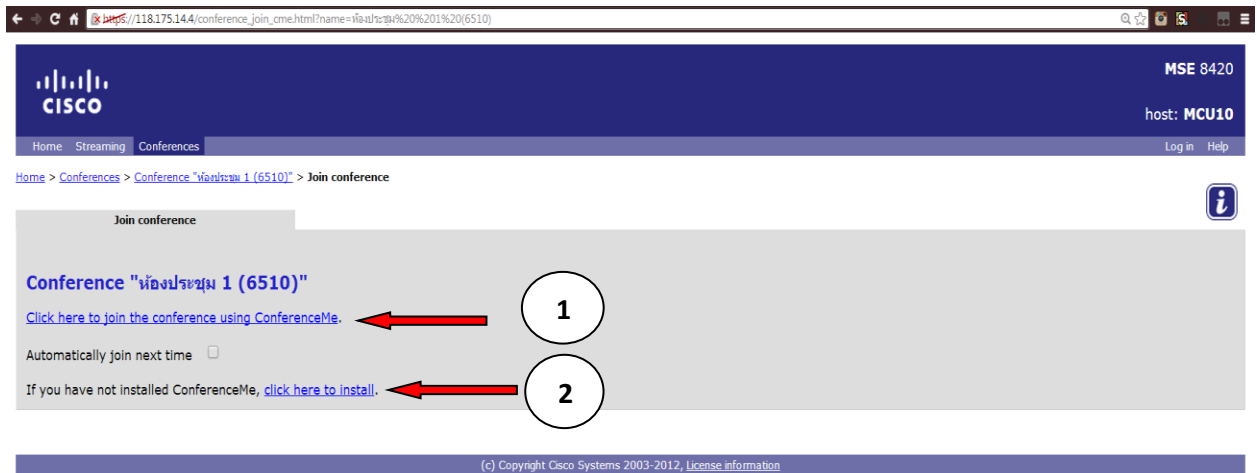 https://118.175.14.4/conference_join_cme.html?name=ห้องประชุม%20%201%20(6510)
MSE 8420
CISCO
host: MCU10
Home Streaming Conferences Log in Help
Home > Conferences > Conference "ห้องประชุม 1 (6510)" > Join conference
i
Join conference
Conference "ห้องประชุม 1 (6510)"
1
Click here to join the conference using ConferenceMe.
Automatically join next time
If you have not installed ConferenceMe, click here to install.
2
(c) Copyright Cisco Systems 2003-2012, License information